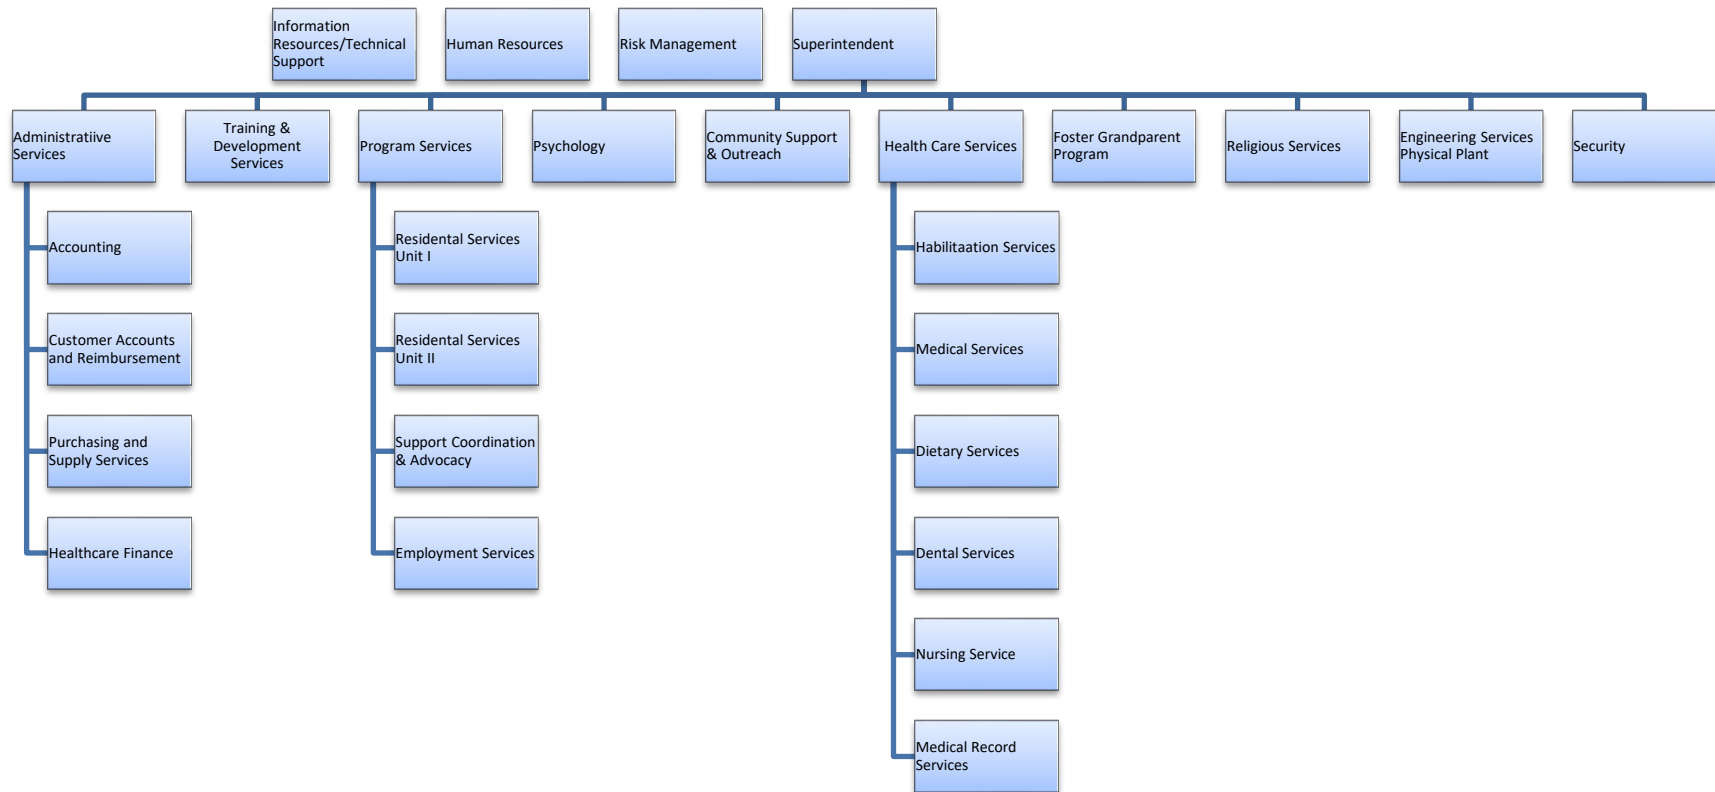 Information
Resources/Technical
Support
Human Resources
Risk Management
Superintendent
Administratiive
Services
Training &
Development
Services
Program Services
Psychology
Community Support
& Outreach
Health Care Services
Foster Grandparent
Program
Religious Services
Engineering Services
Physical Plant
Security
Accounting
Customer Accounts
and Reimbursement
Purchasing and
Supply Services
Healthcare Finance
Residental Services
Unit I
Residental Services
Unit II
Support Coordination
& Advocacy
Employment Services
Habilitaation Services
Medical Services
Dietary Services
Dental Services
Nursing Service
Medical Record
Services